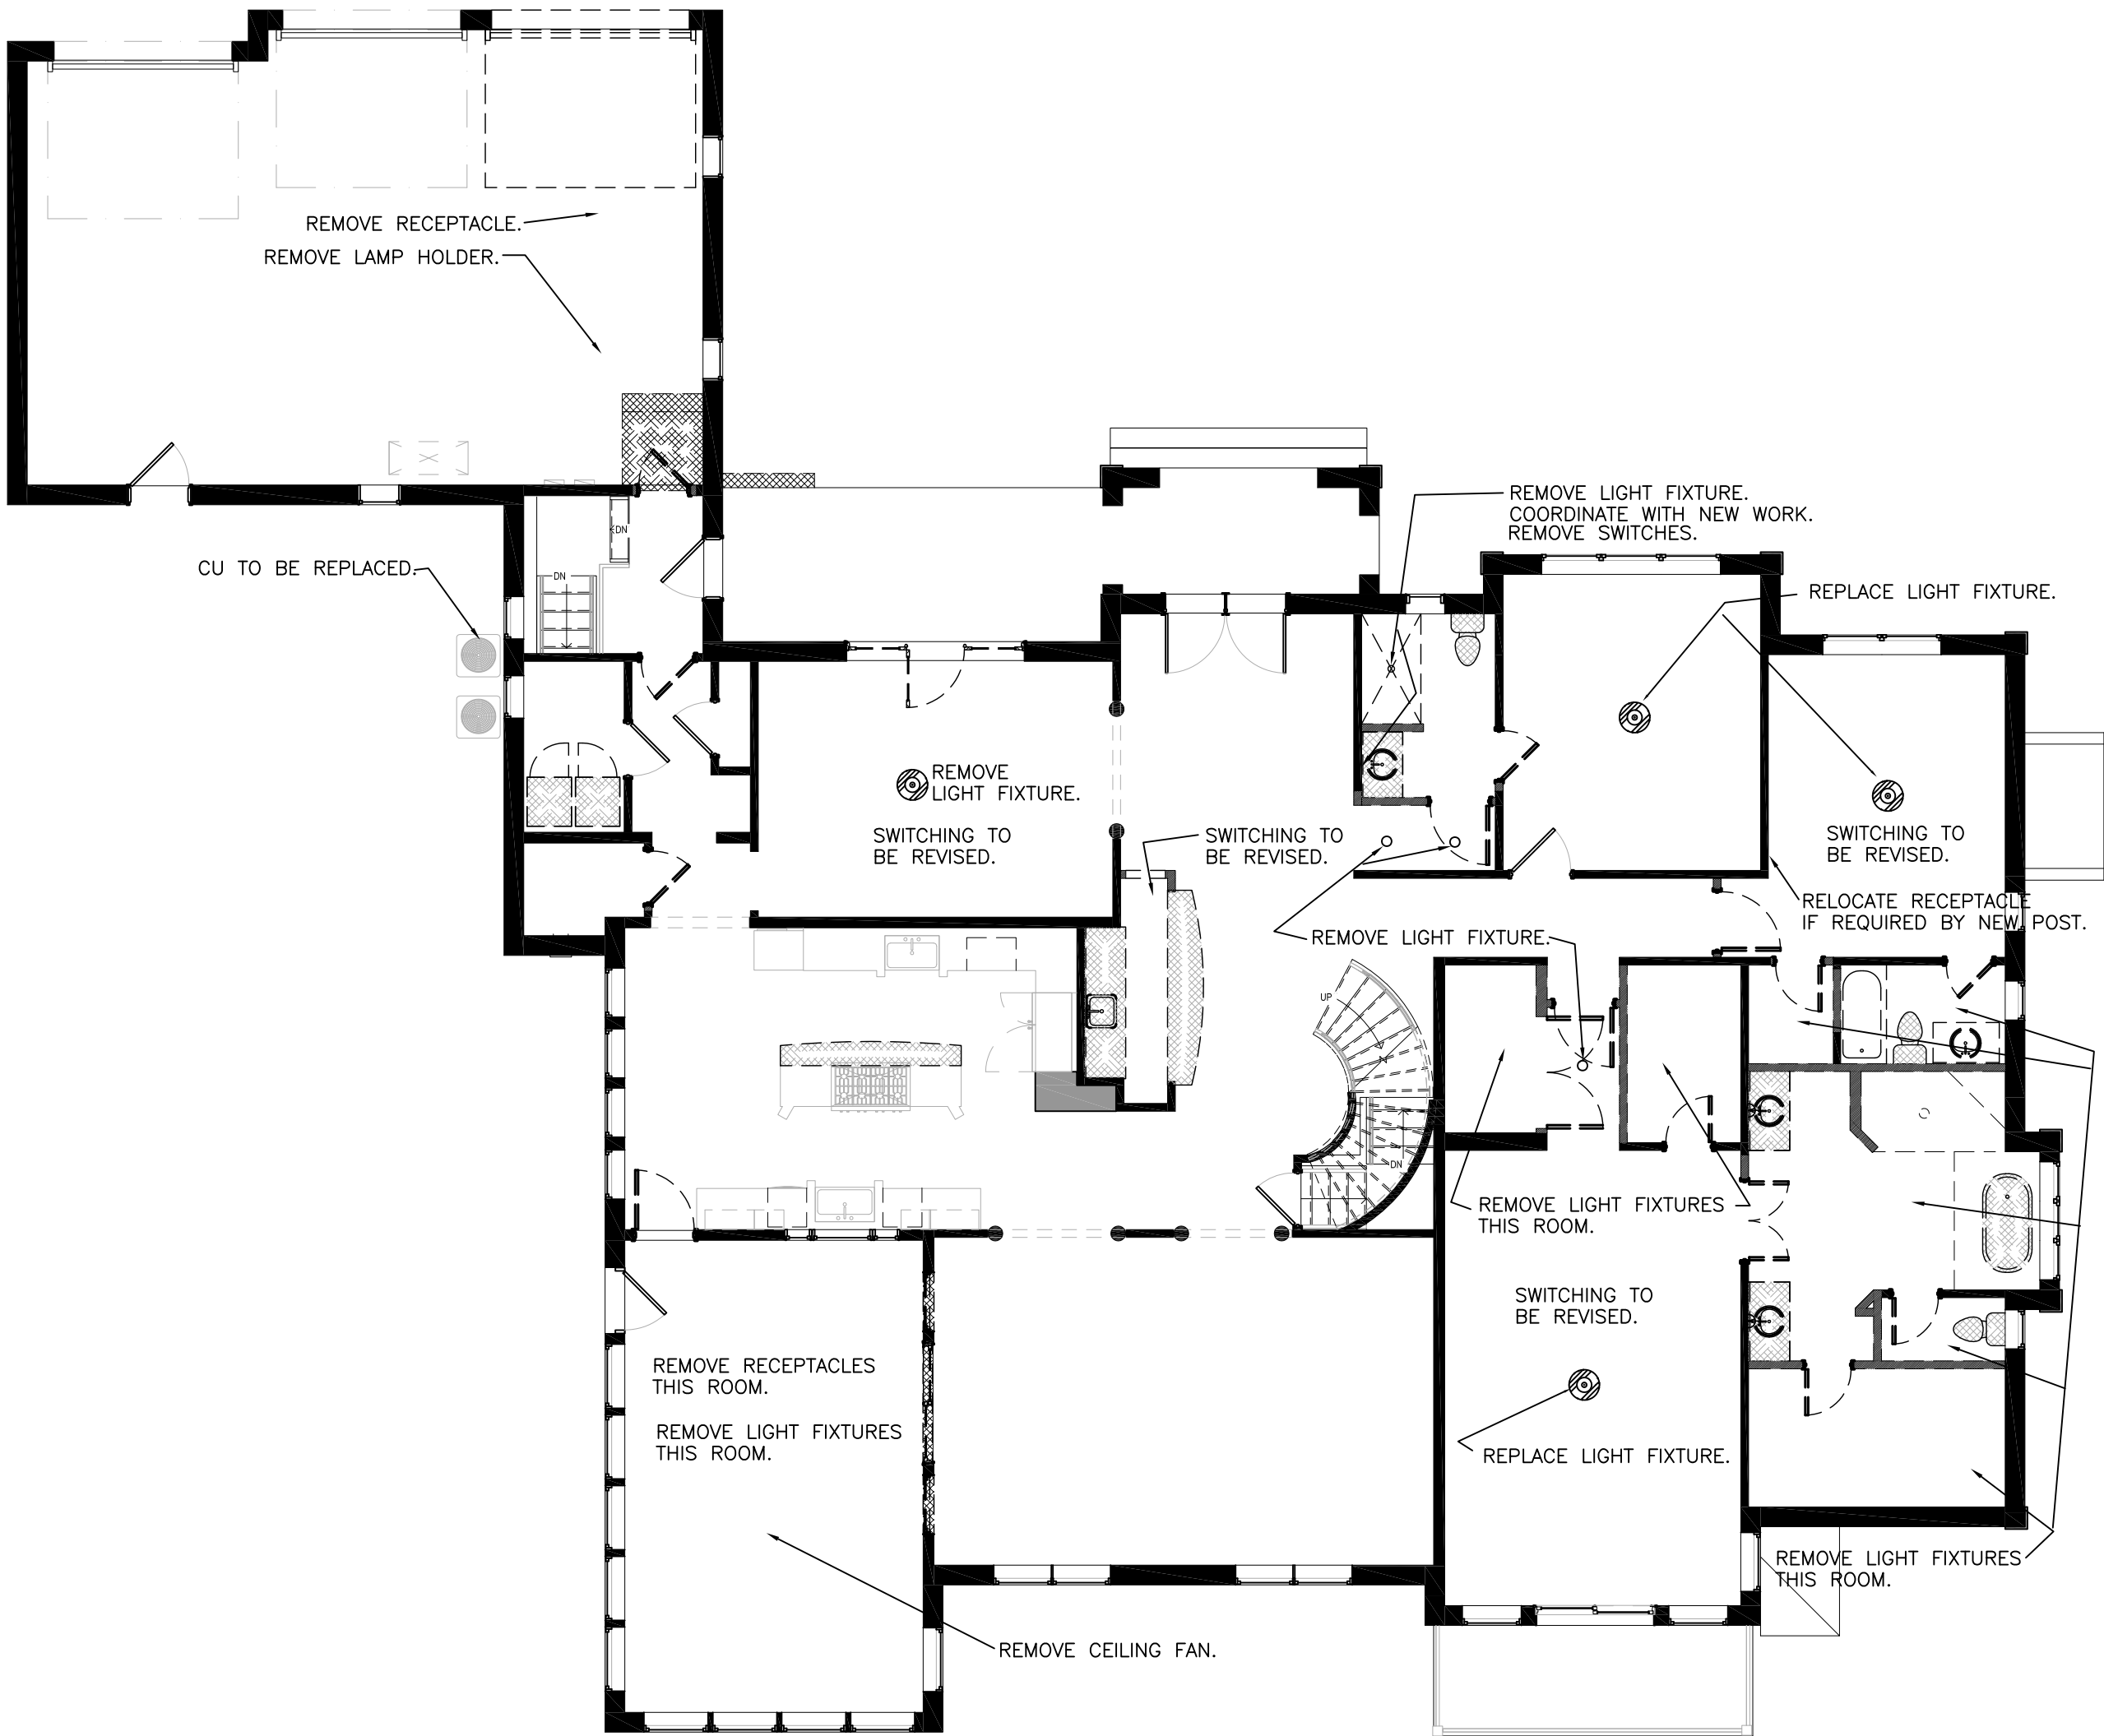 REMOVE RECEPTACLE.
REMOVE LAMP HOLDER.
REMOVE LIGHT FIXTURE.
COORDINATE WITH NEW WORK.
REMOVE SWITCHES.
DN
CU TO BE REPLACED.
DN
REPLACE LIGHT FIXTURE.
REMOVE
LIGHT FIXTURE.
SWITCHING TO
BE REVISED.
SWITCHING TO
BE REVISED.
SWITCHING TO
BE REVISED.
RELOCATE RECEPTACLE
IF REQUIRED BY NEW POST.
REMOVE LIGHT FIXTURE.
UP
DN
REMOVE LIGHT FIXTURES
THIS ROOM.
SWITCHING TO
BE REVISED.
REMOVE RECEPTACLES
THIS ROOM.
REMOVE LIGHT FIXTURES
THIS ROOM.
REPLACE LIGHT FIXTURE.
REMOVE LIGHT FIXTURES
THIS ROOM.
REMOVE CEILING FAN.